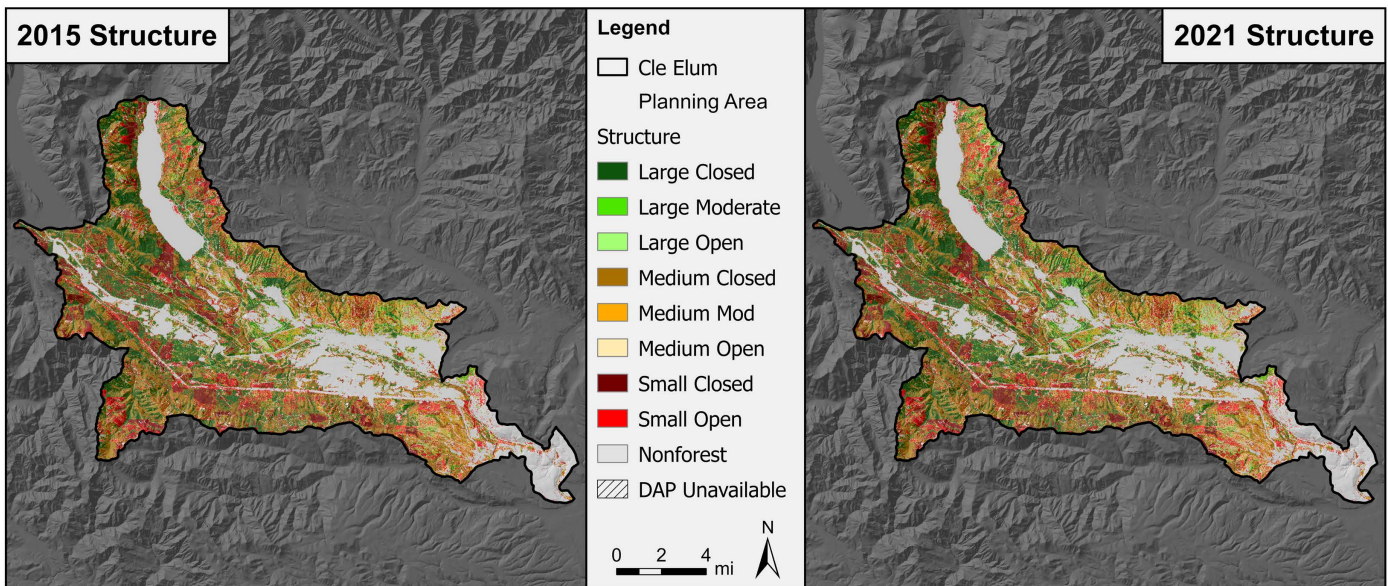 2015 Structure
Legend
Cle Elum
Planning Area
Structure
Large Closed
Large Moderate
Large Open
Medium Closed
Medium Mod
Medium Open
Small Closed
Small Open
Nonforest
DAP Unavailable
N
0 2 4
mi
2021 Structure